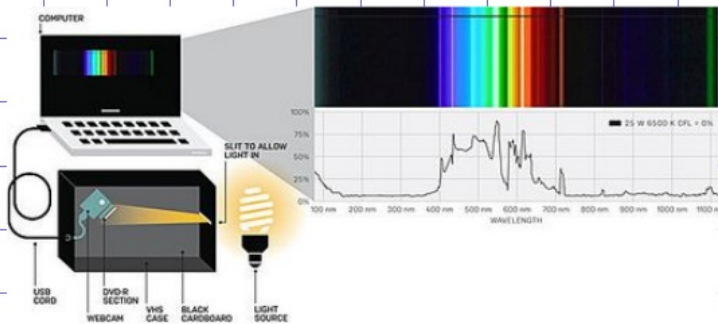 COMPUTER
SLIT TO ALLOW
LIGHT IN
USB
CORD
WEBCAM
DVD-R
SECTION
VHS
CASE
BLACK
CARDBOARD
LIGHT
SOURCE
100%
75%
50%
25%
0%
25 W 6500 K CFL = 0%
100 nm 200 nm 300 nm 400 nm 500 nm 600 nm 700 nm 800 nm 900 nm 1000 nm 1100 n
WAVELENGTH